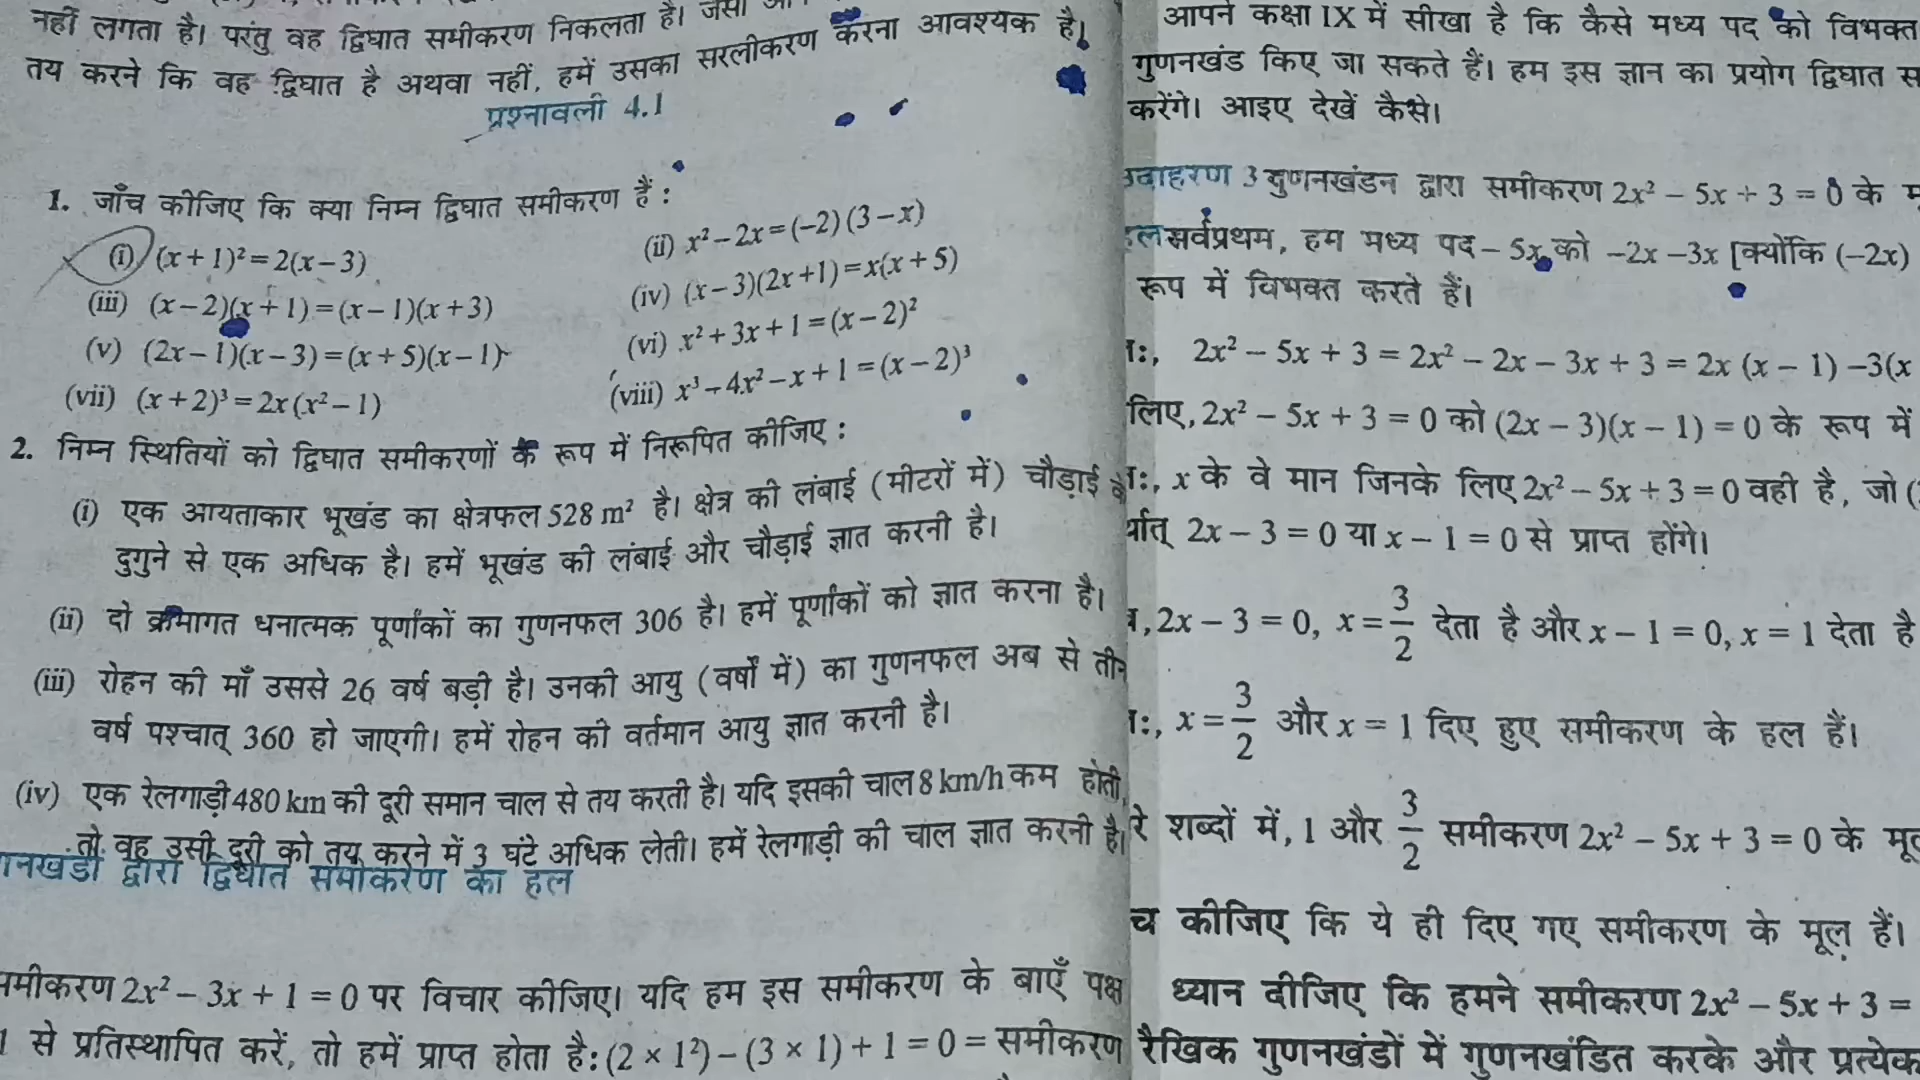 नहीं लगता है। परंतु वह द्विघात समीकरण निकलता है। जैसा
तय करने कि वह द्विघात है अथवा नहीं, हमें उसका सरलीकरण करना आवश्यक है।
प्रश्नावली 4.1
1. जाँच कीजिए कि क्या निम्न द्विघात समीकरण हैं :
(i) (x + 1)² = 2(x – 3)
(ii) x² – 2x = (–2) (3 – x)
(iii) (x – 2)(x + 1) = (x – 1)(x + 3)
(iv) (x – 3)(2x + 1) = x(x + 5)
(v) (2x – 1)(x – 3) = (x + 5)(x – 1)
(vi) x² + 3x + 1 = (x – 2)²
(vii) (x + 2)³ = 2x (x² – 1)
(viii) x³ – 4x² – x + 1 = (x – 2)³
2. निम्न स्थितियों को द्विघात समीकरणों के रूप में निरूपित कीजिए :
(i) एक आयताकार भूखंड का क्षेत्रफल 528 m² है। क्षेत्र की लंबाई (मीटरों में) चौड़ाई के
दुगुने से एक अधिक है। हमें भूखंड की लंबाई और चौड़ाई ज्ञात करनी है।
(ii) दो क्रमागत धनात्मक पूर्णांकों का गुणनफल 306 है। हमें पूर्णांकों को ज्ञात करना है।
(iii) रोहन की माँ उससे 26 वर्ष बड़ी है। उनकी आयु (वर्षों में) का गुणनफल अब से तीन
वर्ष पश्चात् 360 हो जाएगी। हमें रोहन की वर्तमान आयु ज्ञात करनी है।
(iv) एक रेलगाड़ी 480 km की दूरी समान चाल से तय करती है। यदि इसकी चाल 8 km/h कम होती,
तो वह उसी दूरी को तय करने में 3 घंटे अधिक लेती। हमें रेलगाड़ी की चाल ज्ञात करनी है।
नखंडों द्वारा द्विघात समीकरण का हल
मीकरण 2x² – 3x + 1 = 0 पर विचार कीजिए। यदि हम इस समीकरण के बाएँ पक्ष
1 से प्रतिस्थापित करें, तो हमें प्राप्त होता है: (2 × 1²) – (3 × 1) + 1 = 0 = समीकरण
आपने कक्षा IX में सीखा है कि कैसे मध्य पद को विभक्त
गुणनखंड किए जा सकते हैं। हम इस ज्ञान का प्रयोग द्विघात स
करेंगे। आइए देखें कैसे।
उदाहरण 3 गुणनखंडन द्वारा समीकरण 2x² – 5x + 3 = 0 के मू
हल सर्वप्रथम, हम मध्य पद – 5x को –2x –3x [क्योंकि (–2x)
रूप में विभक्त करते हैं।
त:, 2x² – 5x + 3 = 2x² – 2x – 3x + 3 = 2x (x – 1) –3(x
लिए, 2x² – 5x + 3 = 0 को (2x – 3)(x – 1) = 0 के रूप में
त:, x के वे मान जिनके लिए 2x² – 5x + 3 = 0 वही है, जो (
र्थात् 2x – 3 = 0 या x – 1 = 0 से प्राप्त होंगे।
, 2x – 3 = 0, x = 3/2 देता है और x – 1 = 0, x = 1 देता है
त:, x = 3/2 और x = 1 दिए हुए समीकरण के हल हैं।
रे शब्दों में, 1 और 3/2 समीकरण 2x² – 5x + 3 = 0 के मूल
च कीजिए कि ये ही दिए गए समीकरण के मूल हैं।
ध्यान दीजिए कि हमने समीकरण 2x² – 5x + 3 =
रैखिक गुणनखंडों में गुणनखंडित करके और प्रत्येक